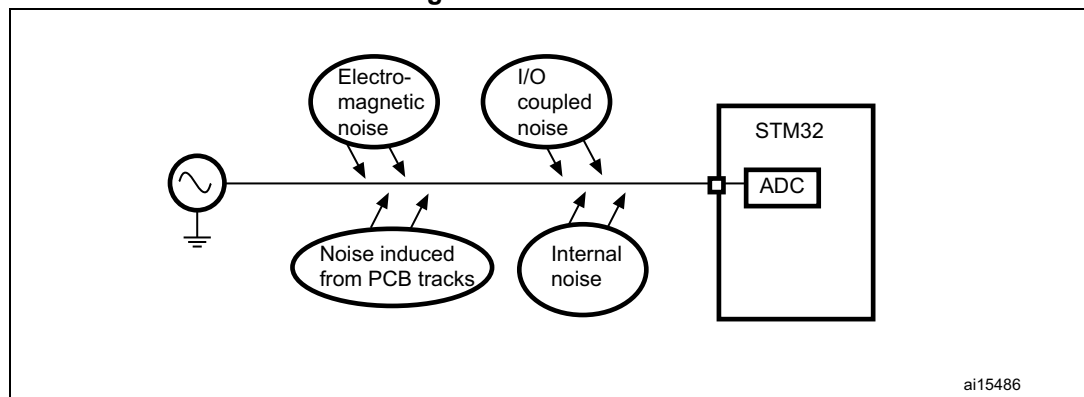 Electro-
magnetic
noise
I/O
coupled
noise
STM32
ADC
Noise induced
from PCB tracks
Internal
noise
ai15486